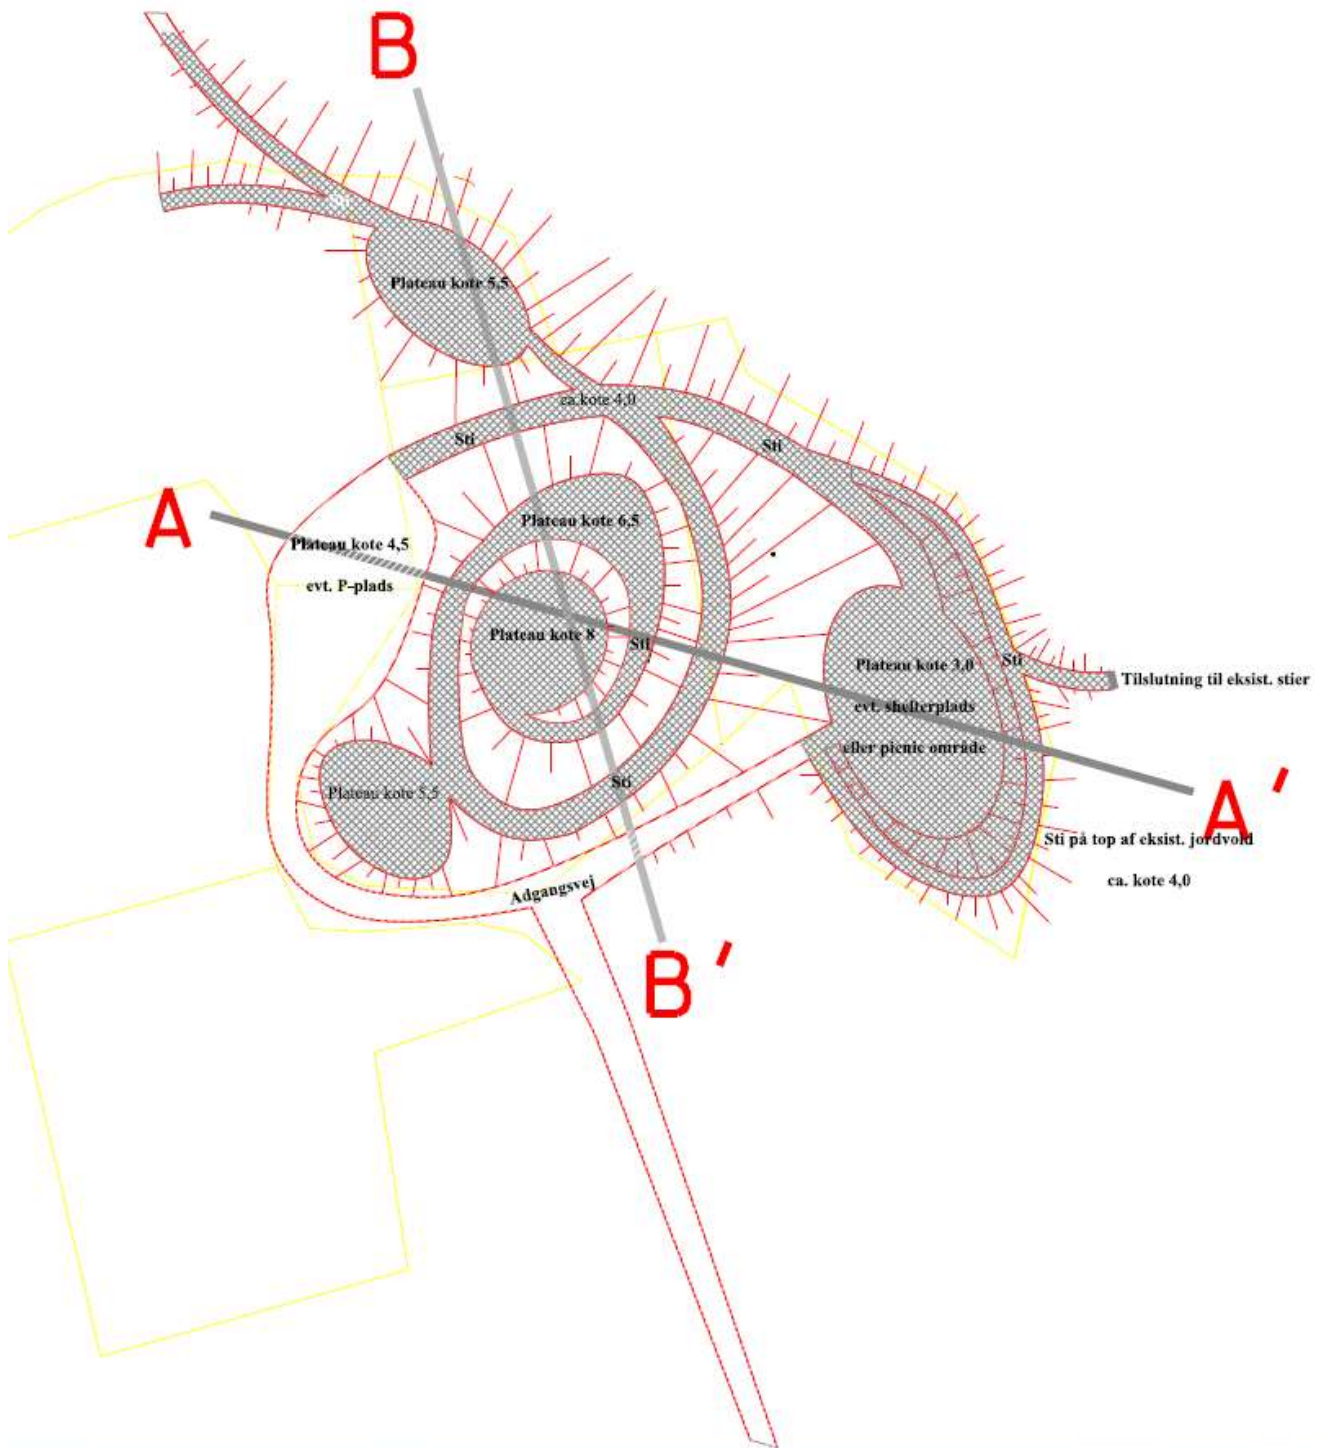 B
Sti
Plateau kote 5,5
ca.kote 4,0
Sti
Sti
A
Plateau kote 6,5
Plateau kote 4,5
evt. P-plads
Plateau kote 8
Sti
Plateau kote 3,0
evt. shelterplads
eller picnic område
Sti
Tilslutning til eksist. stier
Plateau kote 5,5
Sti
A'
Sti på top af eksist. jordvold
ca. kote 4,0
Adgangsvej
B'